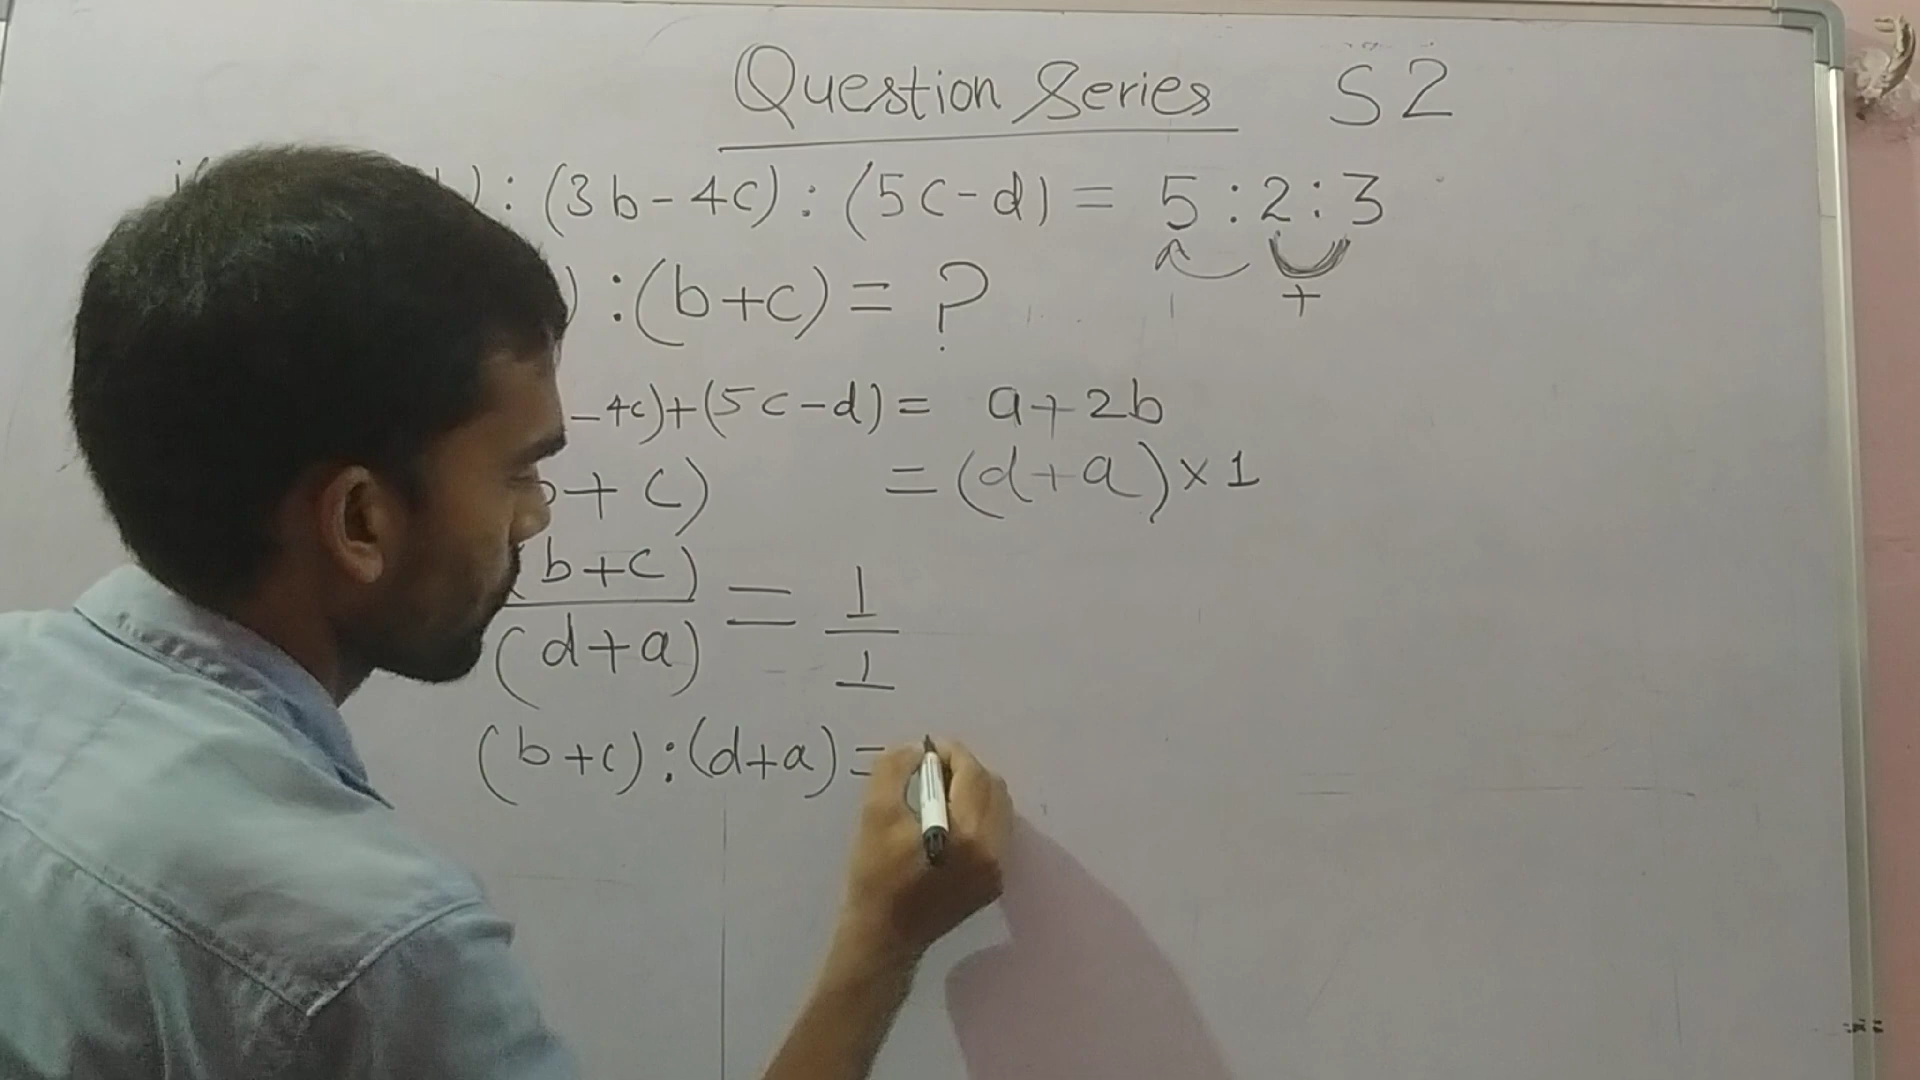 Question Series S2
) : (3b-4c) : (5c-d) = 5:2:3
) : (b+c) = ?
+
-4c)+(5c-d) = a+2b
+ c) = (d+a)×1
(b+c)/(d+a) = 1/1
(b+c):(d+a) =